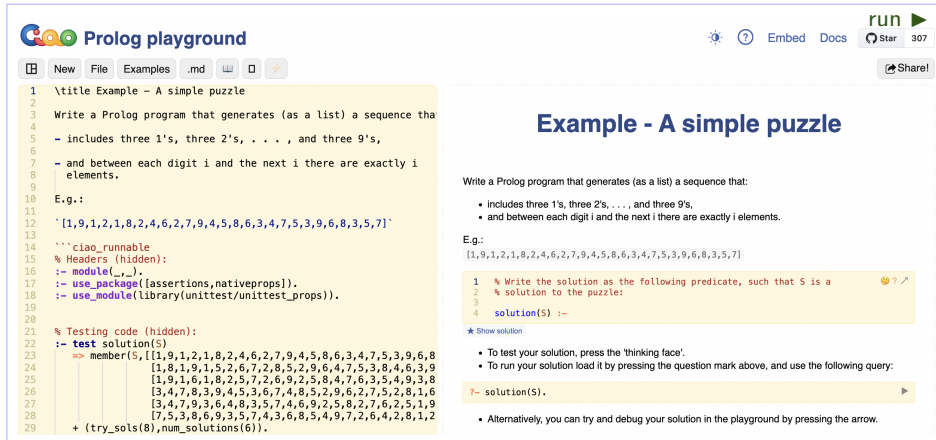 run ▶
Ciao Prolog playground
Embed Docs Star 307
New File Examples .md Share!
1 \title Example - A simple puzzle
2
3 Write a Prolog program that generates (as a list) a sequence that
4
5 - includes three 1's, three 2's, . . . , and three 9's,
6
7 - and between each digit i and the next i there are exactly i
8 elements.
9
10 E.g.:
11
12 `[1,9,1,2,1,8,2,4,6,2,7,9,4,5,8,6,3,4,7,5,3,9,6,8,3,5,7]`
13
14 ```ciao_runnable
15 % Headers (hidden):
16 :- module(_,_).
17 :- use_package([assertions,nativeprops]).
18 :- use_module(library(unittest/unittest_props)).
19
20
21 % Testing code (hidden):
22 :- test solution(S)
23 => member(S,[[1,9,1,2,1,8,2,4,6,2,7,9,4,5,8,6,3,4,7,5,3,9,6,8
24 [1,8,1,9,1,5,2,6,7,2,8,5,2,9,6,4,7,5,3,8,4,6,3,9
25 [1,9,1,6,1,8,2,5,7,2,6,9,2,5,8,4,7,6,3,5,4,9,3,8
26 [3,4,7,8,3,9,4,5,3,6,7,4,8,5,2,9,6,2,7,5,2,8,1,6
27 [3,4,7,9,3,6,4,8,3,5,7,4,6,9,2,5,8,2,7,6,2,5,1,9
28 [7,5,3,8,6,9,3,5,7,4,3,6,8,5,4,9,7,2,6,4,2,8,1,2
29 + (try_sols(8),num_solutions(6)).
Example - A simple puzzle
Write a Prolog program that generates (as a list) a sequence that:
• includes three 1's, three 2's, . . . , and three 9's,
• and between each digit i and the next i there are exactly i elements.
E.g.:
[1,9,1,2,1,8,2,4,6,2,7,9,4,5,8,6,3,4,7,5,3,9,6,8,3,5,7]
1 % Write the solution as the following predicate, such that S is a
2 % solution to the puzzle:
3
4 solution(S) :-
★ Show solution
• To test your solution, press the 'thinking face'.
• To run your solution load it by pressing the question mark above, and use the following query:
?- solution(S).
• Alternatively, you can try and debug your solution in the playground by pressing the arrow.